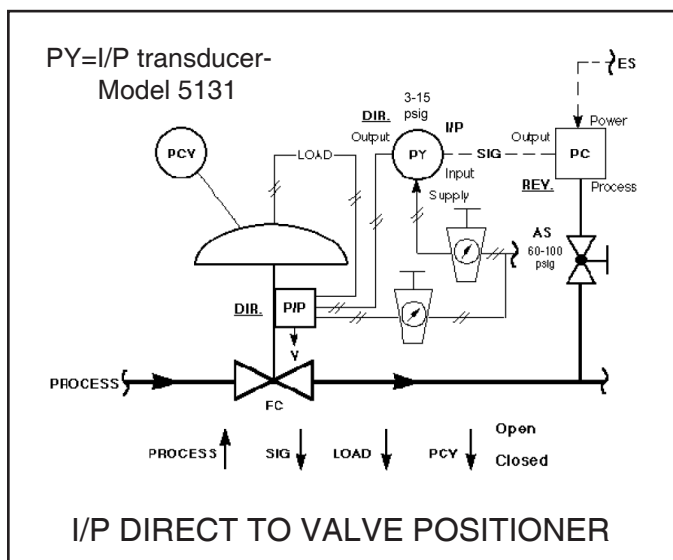 PY=I/P transducer-
Model 5131
ES
3-15
psig
DIR.
I/P
Output
Output
Power
PCY
LOAD
PY
SIG
PC
Input
REV.
Process
Supply
AS
60-100
psig
DIR.
P/P
V
PROCESS
FC
PROCESS
SIG
LOAD
PCY
Open
Closed
I/P DIRECT TO VALVE POSITIONER